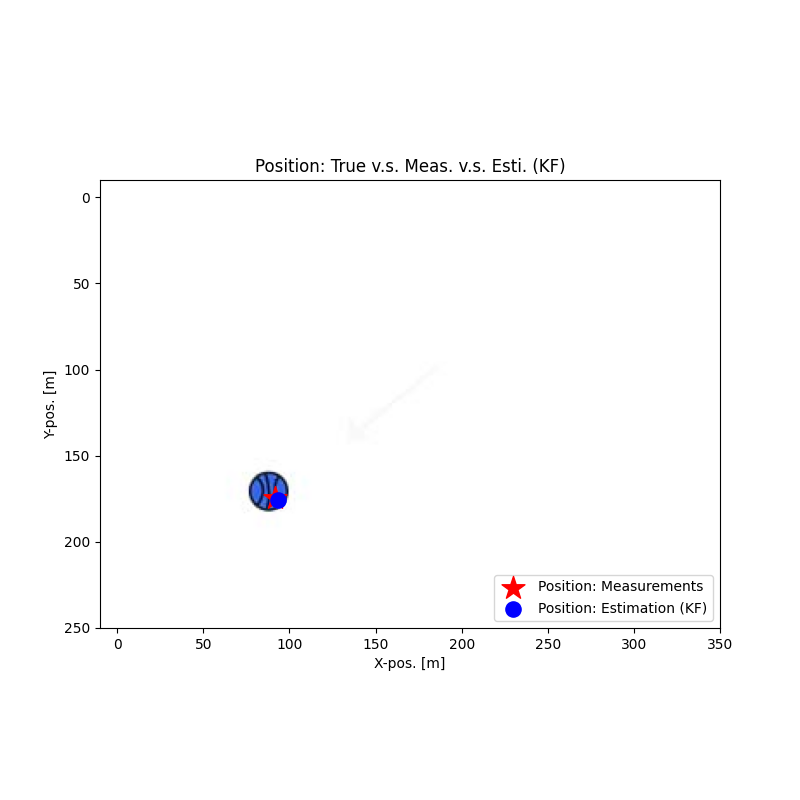 Position: True v.s. Meas. v.s. Esti. (KF)
0
50
100
150
200
250
Y-pos. [m]
0 50 100 150 200 250 300 350
X-pos. [m]
Position: Measurements
Position: Estimation (KF)